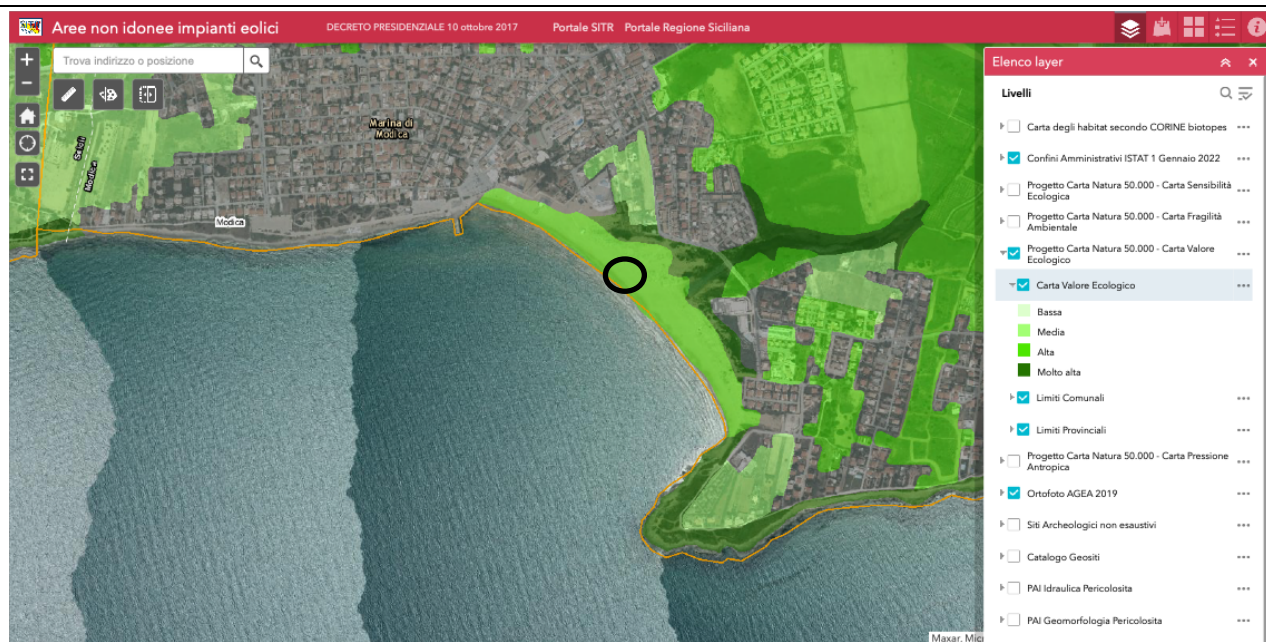 Aree non idonee impianti eolici
DECRETO PRESIDENZIALE 10 ottobre 2017
Portale SITR Portale Regione Siciliana
Trova indirizzo o posizione
Marina di
Modica
Modica
Modica
Elenco layer
Livelli
Carta degli habitat secondo CORINE biotopes
Confini Amministrativi ISTAT 1 Gennaio 2022
Progetto Carta Natura 50.000 - Carta Sensibilità
Ecologica
Progetto Carta Natura 50.000 - Carta Fragilità
Ambientale
Progetto Carta Natura 50.000 - Carta Valore
Ecologico
Carta Valore Ecologico
Bassa
Media
Alta
Molto alta
Limiti Comunali
Limiti Provinciali
Progetto Carta Natura 50.000 - Carta Pressione
Antropica
Ortofoto AGEA 2019
Siti Archeologici non esaustivi
Catalogo Geositi
PAI Idraulica Pericolosita
PAI Geomorfologia Pericolosita
Maxar, Mic